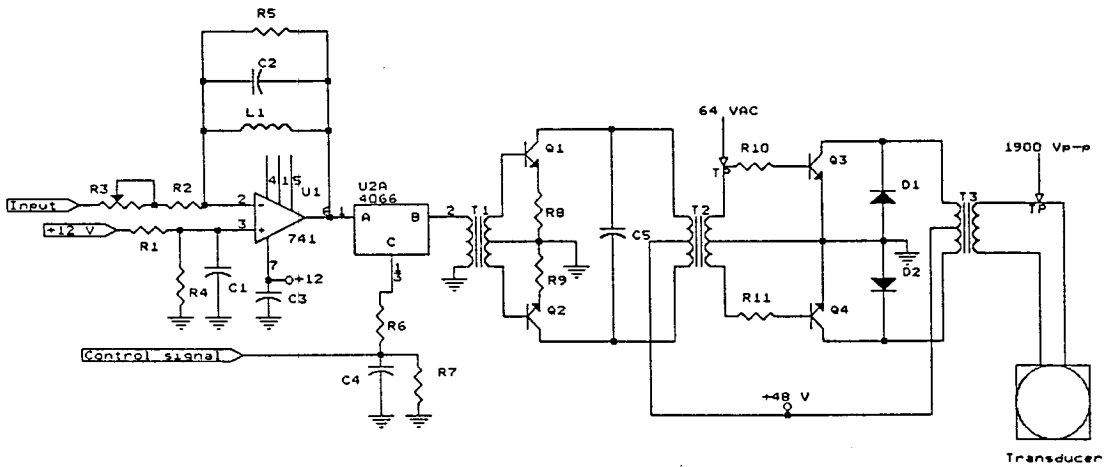 R5
C2
L1
64 VAC
R10
Q1
Q3
1900 Vp-p
R3
R2
4
1
5
U1
U2A
4066
TP
D1
T3
TP
Input
2
6
1
A
B
2
T1
R8
T2
+12 V
3
741
C
C5
R1
7
+12
1
3
R9
D2
R4
C1
C3
Q2
R11
Q4
R6
Control signal
C4
R7
+48 V
Transducer